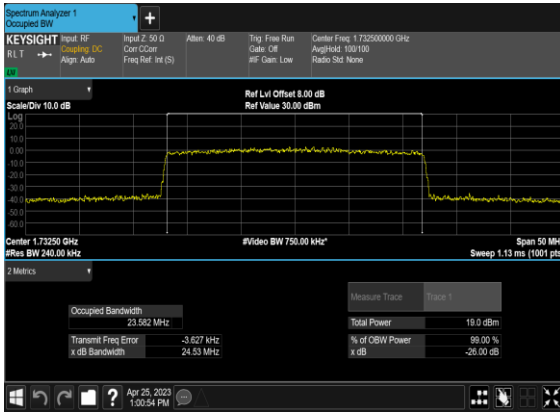 Spectrum Analyzer 1
Occupied BW
KEYSIGHT
RLT
LW
Input: RF
Coupling: DC
Align: Auto
Input Z: 50 Ω
Corr CCorr
Freq Ref: Int (S)
Atten: 40 dB
Trig: Free Run
Gate: Off
#IF Gain: Low
Center Freq: 1.732500000 GHz
Avg|Hold: 100/100
Radio Std: None
1 Graph
Scale/Div 10.0 dB
Ref Lvl Offset 8.00 dB
Ref Value 30.00 dBm
Log
20.0
10.0
0.00
-10.0
-20.0
-30.0
-40.0
-50.0
-60.0
Center 1.73250 GHz
#Video BW 750.00 kHz*
Span 50 MH
#Res BW 240.00 kHz
Sweep 1.13 ms (1001 pts
2 Metrics
Measure Trace
Trace 1
Occupied Bandwidth
23.582 MHz
Total Power
19.0 dBm
Transmit Freq Error
-3.627 kHz
% of OBW Power
99.00 %
x dB Bandwidth
24.53 MHz
x dB
-26.00 dB
?
Apr 25, 2023
1:00:54 PM